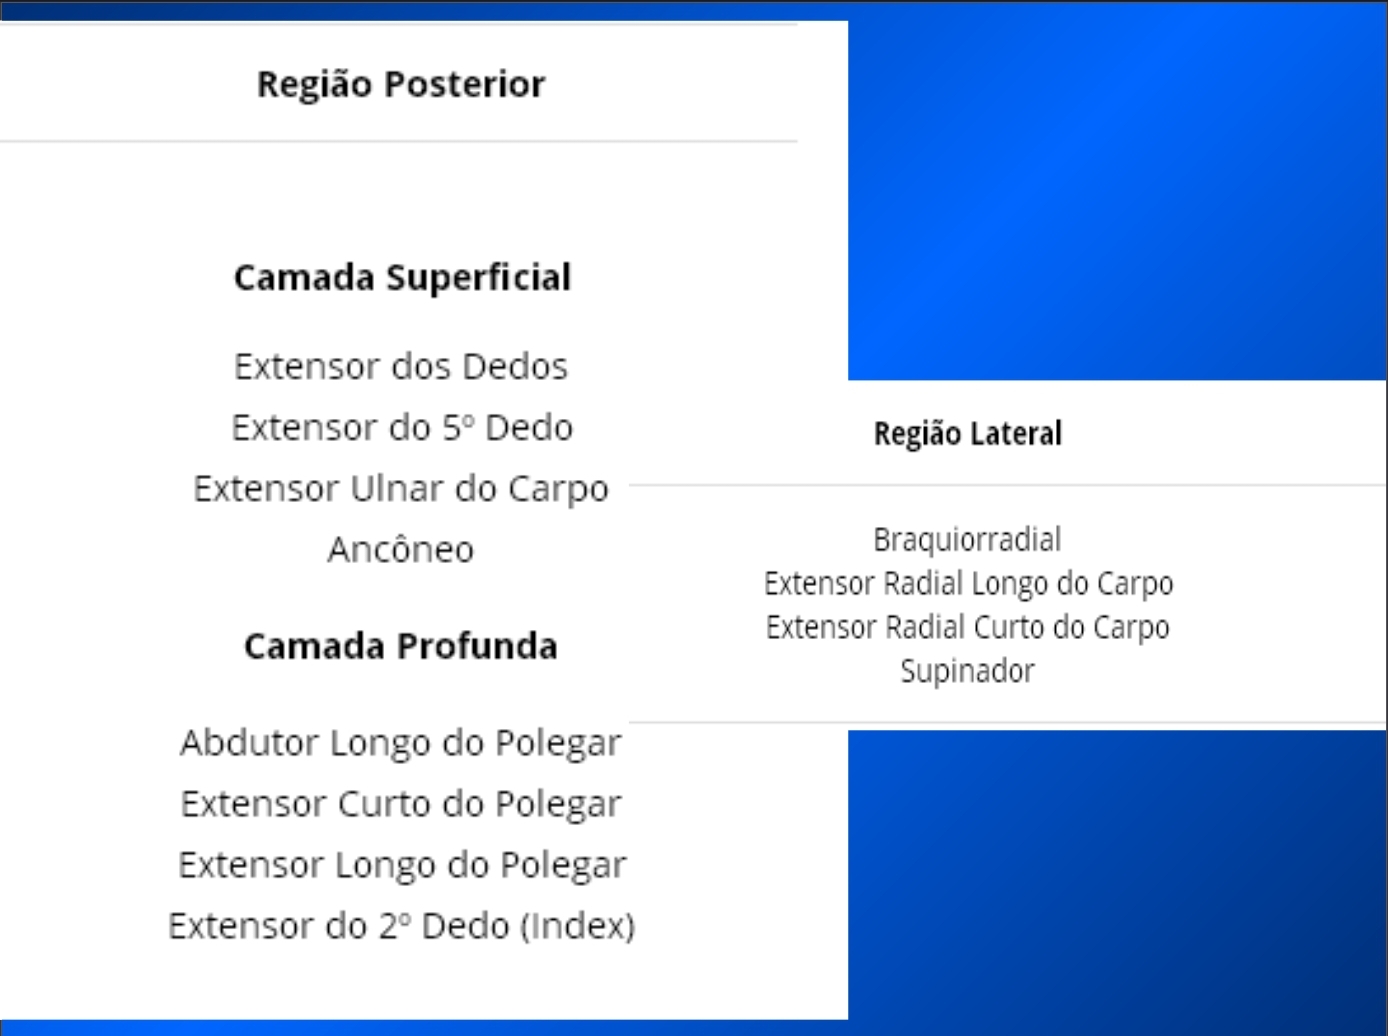 Região Posterior
Camada Superficial
Extensor dos Dedos
Extensor do 5º Dedo
Extensor Ulnar do Carpo
Ancôneo
Camada Profunda
Abdutor Longo do Polegar
Extensor Curto do Polegar
Extensor Longo do Polegar
Extensor do 2º Dedo (Index)
Região Lateral
Braquiorradial
Extensor Radial Longo do Carpo
Extensor Radial Curto do Carpo
Supinador